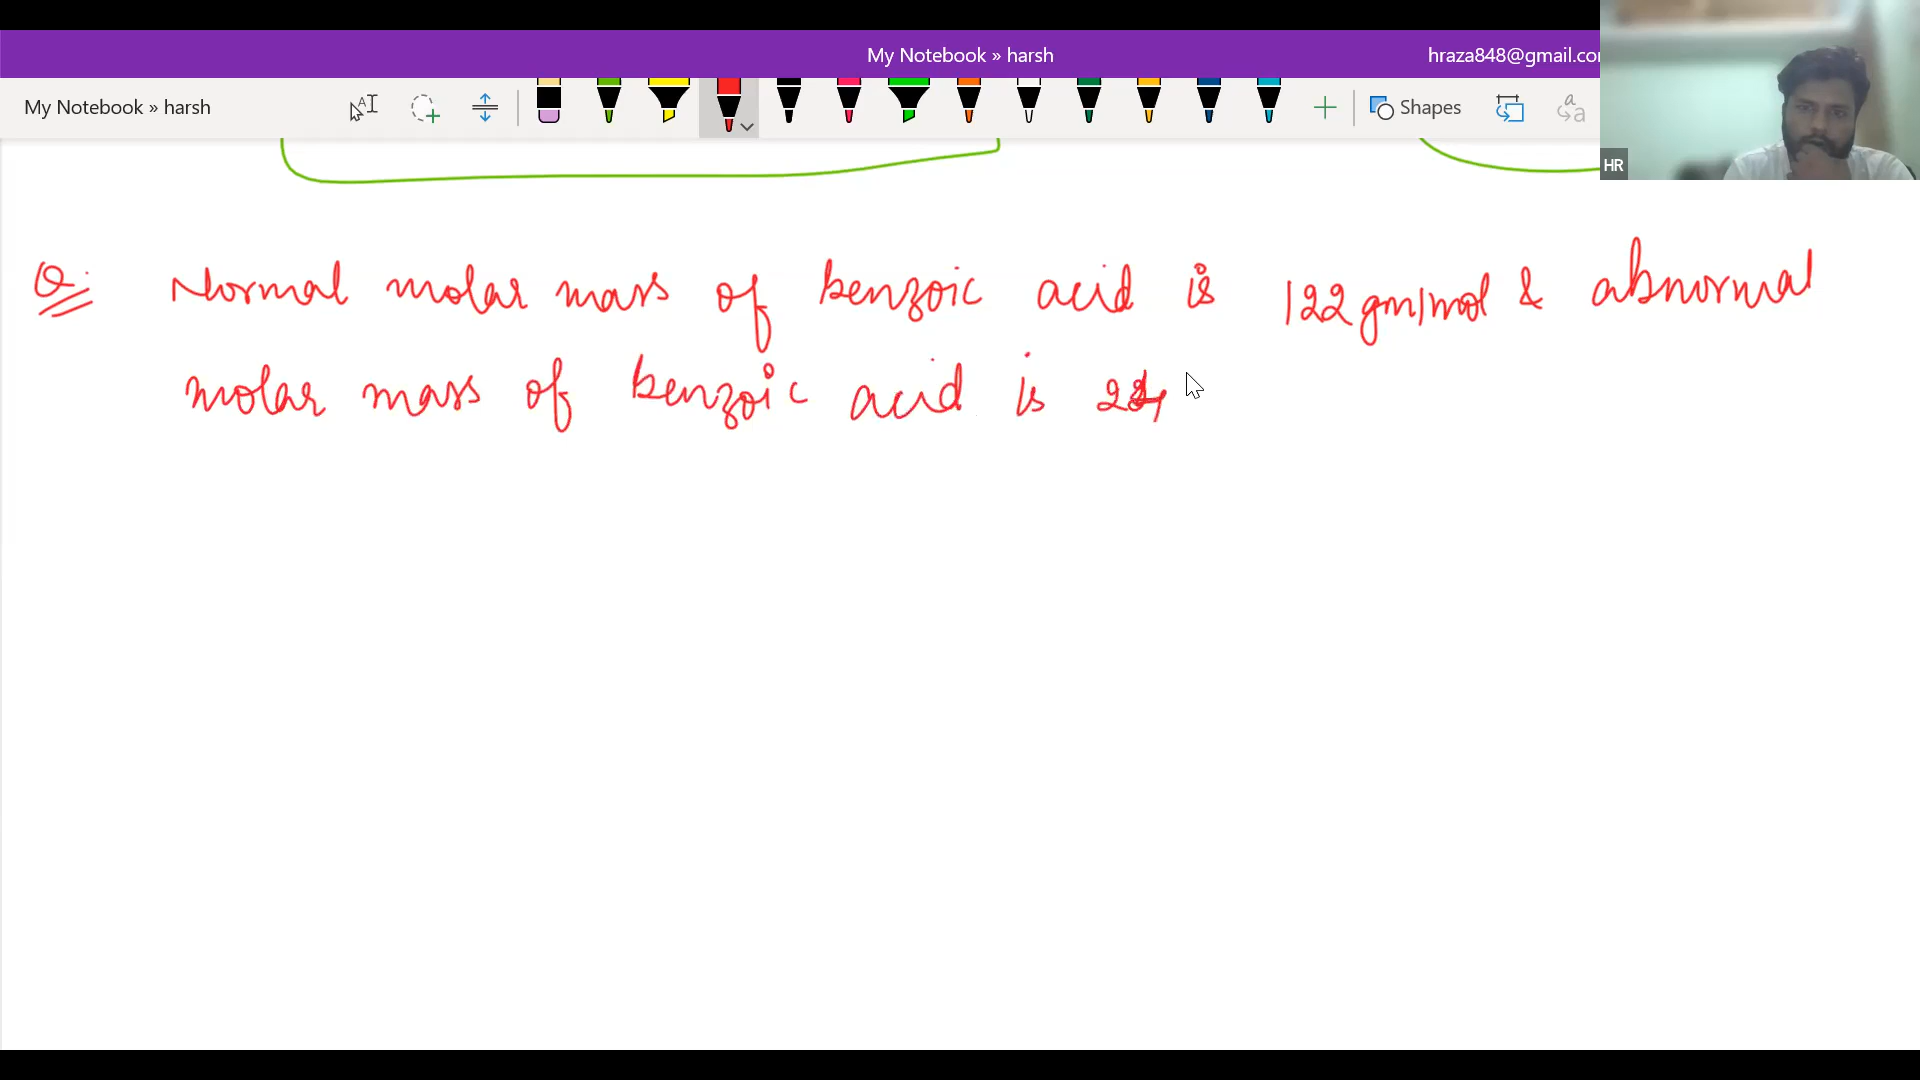 My Notebook » harsh
hraza848@gmail.co
My Notebook » harsh
Shapes
HR
Q. Normal molar mass of benzoic acid is 122 gm/mol & abnormal
molar mass of benzoic acid is